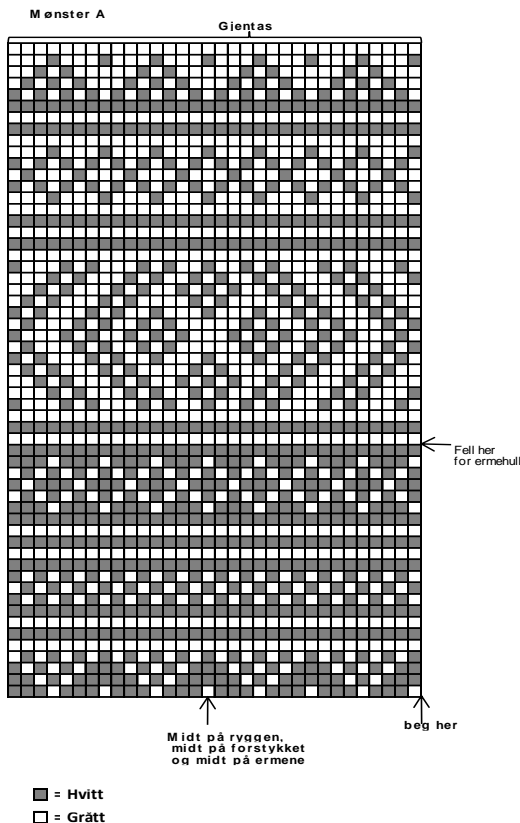 Mønster A
Gjentas
Fell her
for ermehull
beg her
Midt på ryggen,
midt på forstykket
og midt på ermene
= Hvitt
= Grått